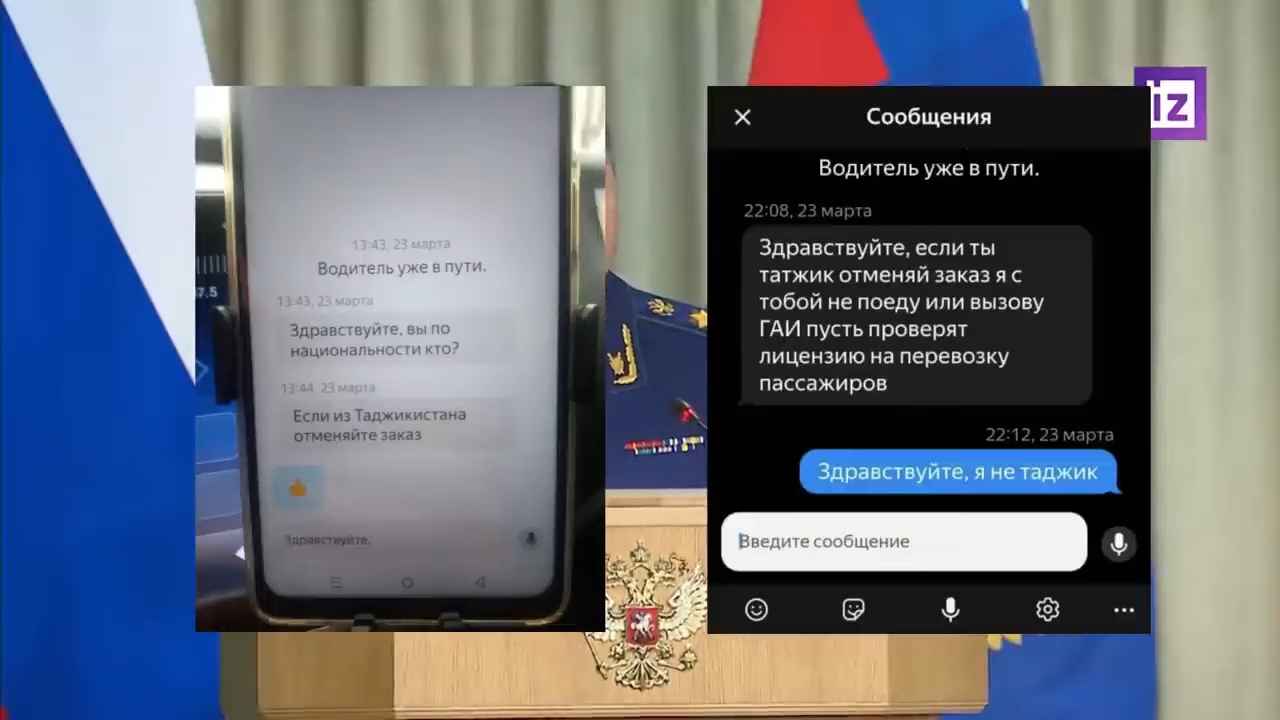 13:43, 23 марта
Водитель уже в пути.
13:43, 23 марта
Здравствуйте, вы по
национальности кто?
13:44, 23 марта
Если из Таджикистана
отменяйте заказ
Здравствуйте,
7.5
Сообщения
Водитель уже в пути.
22:08, 23 марта
Здравствуйте, если ты
татжик отменяй заказ я с
тобой не поеду или вызову
ГАИ пусть проверят
лицензию на перевозку
пассажиров
22:12, 23 марта
Здравствуйте, я не таджик
Введите сообщение
iz